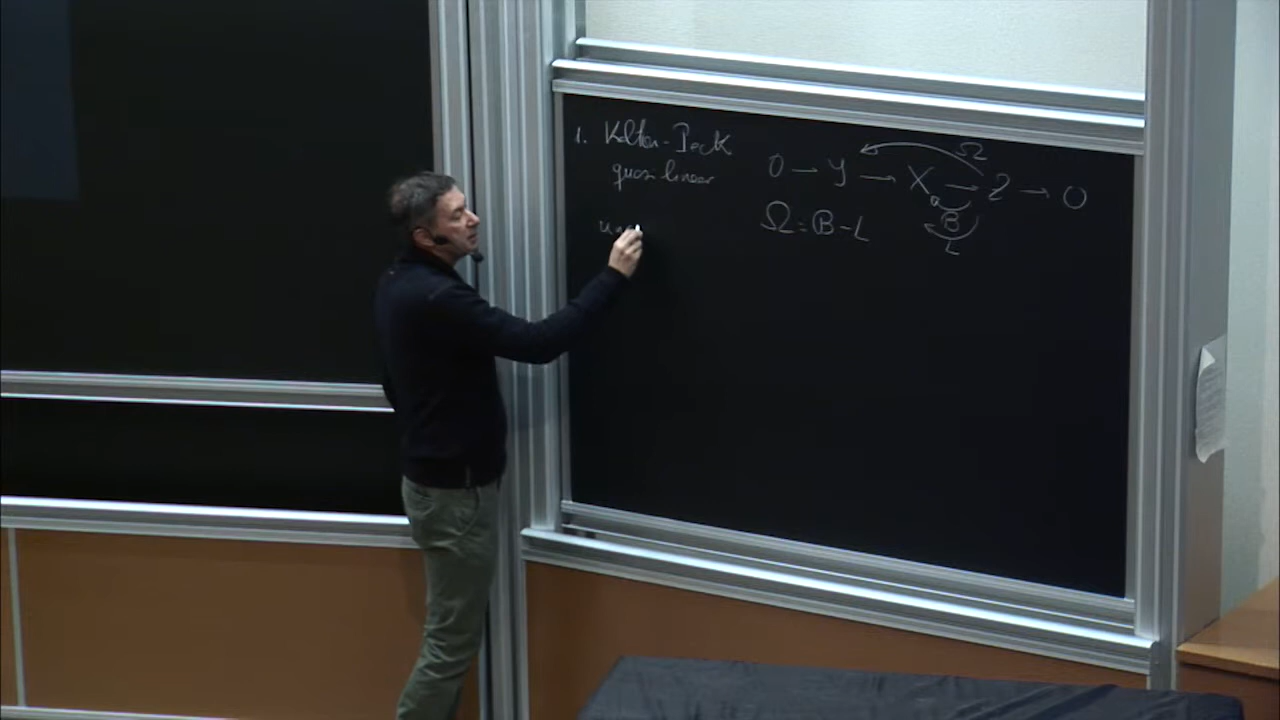 1. Kalton-Peck
quasi linear
0 → Y → X → Z → 0
Ω
B
L
Ω = B - L